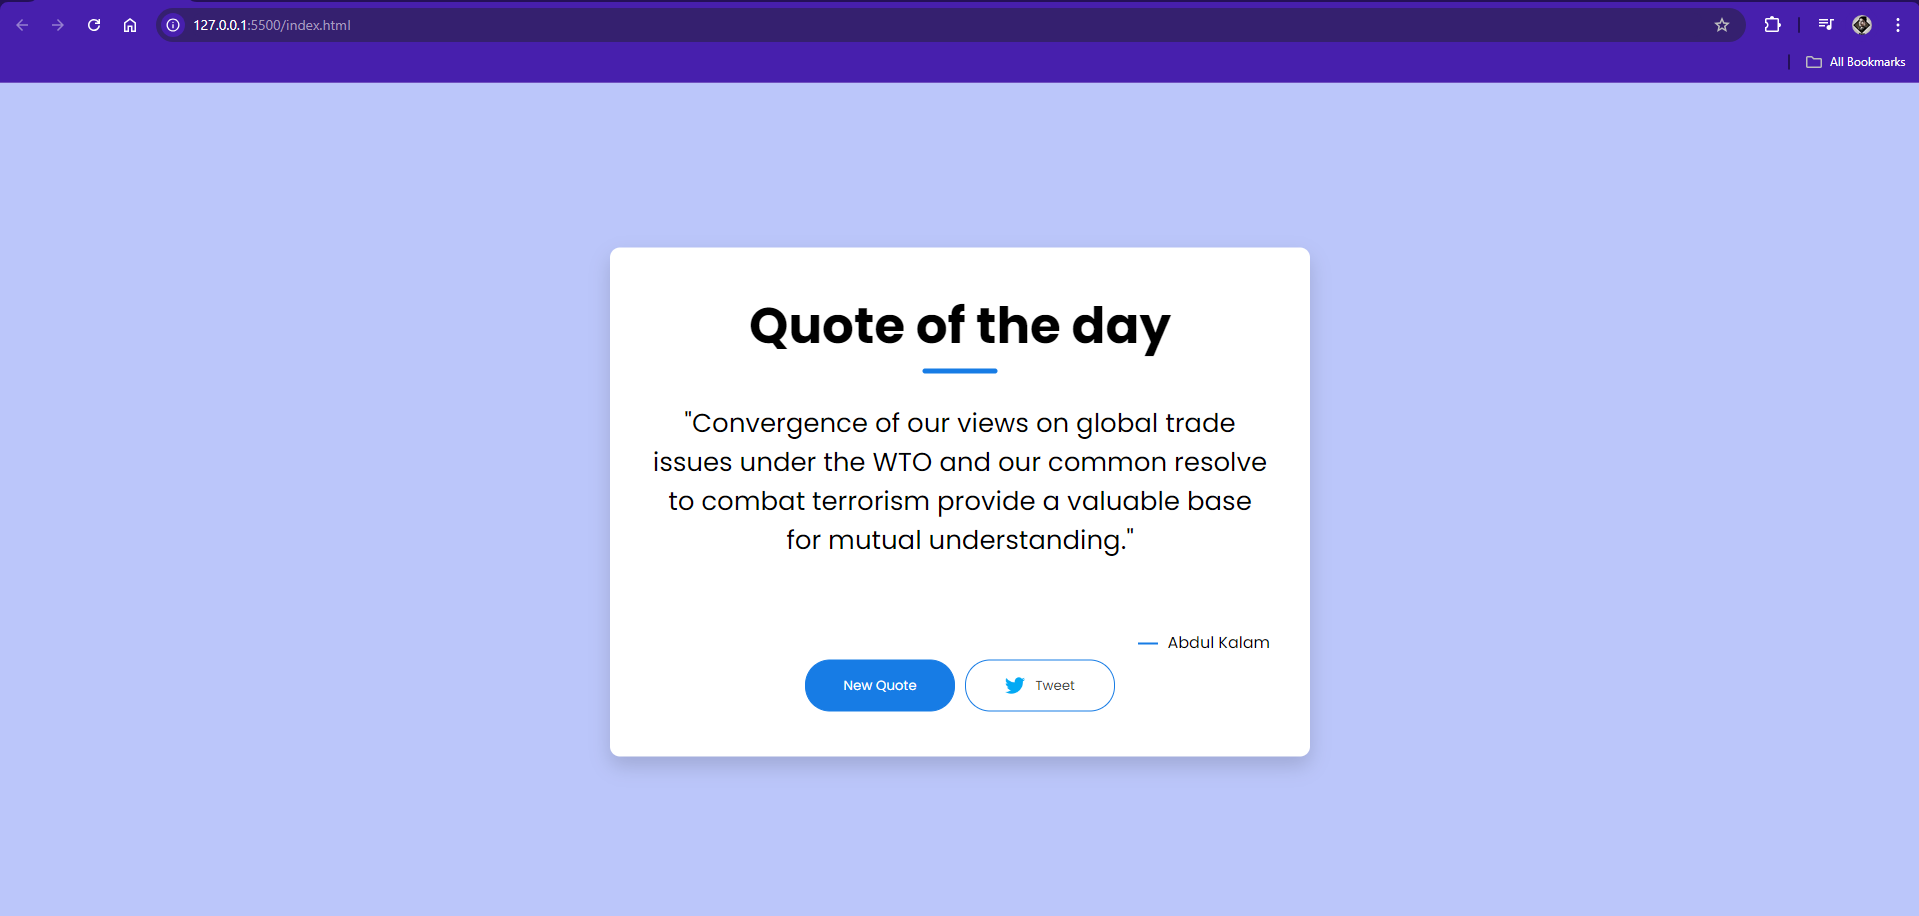 127.0.0.1:5500/index.html
All Bookmarks
Quote of the day
"Convergence of our views on global trade
issues under the WTO and our common resolve
to combat terrorism provide a valuable base
for mutual understanding."
Abdul Kalam
New Quote
Tweet